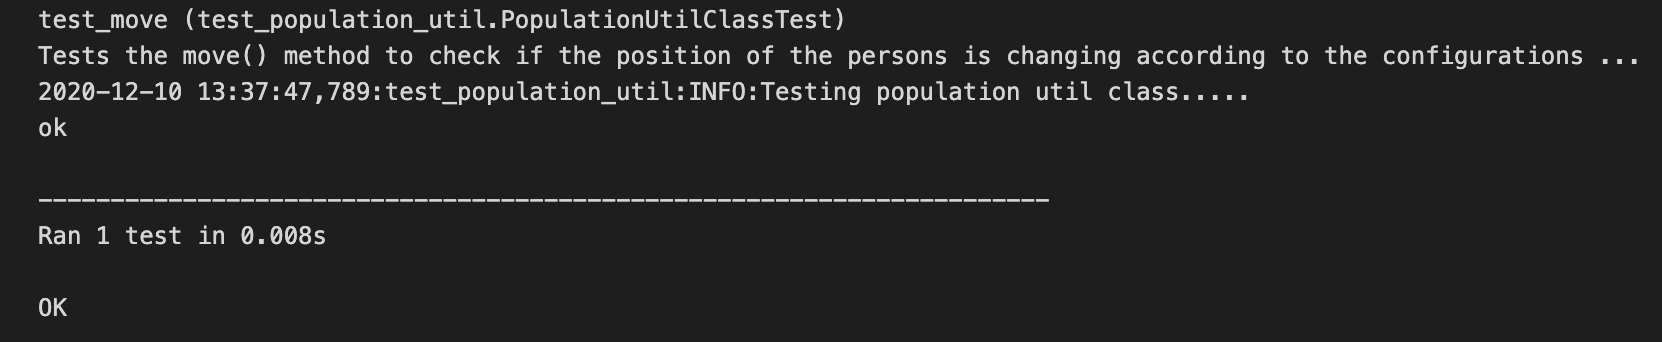 test_move (test_population_util.PopulationUtilClassTest)
Tests the move() method to check if the position of the persons is changing according to the configurations ...
2020-12-10 13:37:47,789:test_population_util:INFO:Testing population util class.....
ok
----------------------------------------------------------------------
Ran 1 test in 0.008s
OK